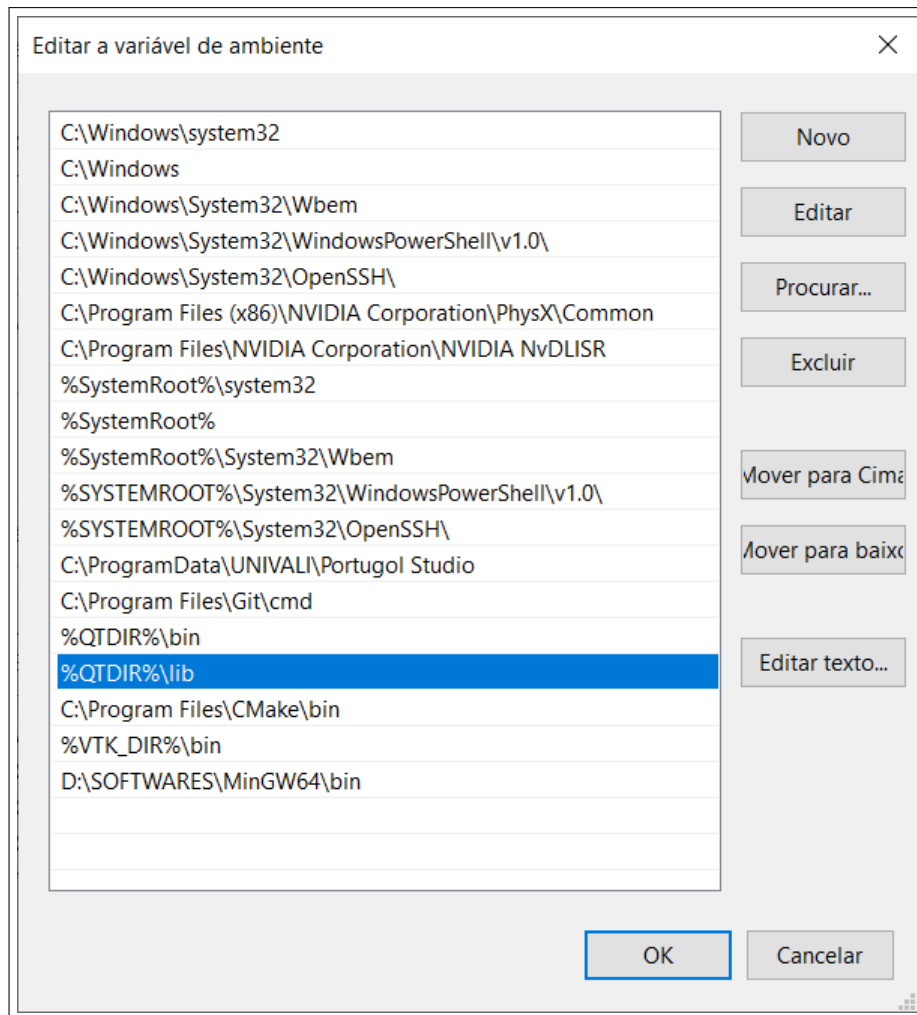 Editar a variável de ambiente
C:\Windows\system32
C:\Windows
C:\Windows\System32\Wbem
C:\Windows\System32\WindowsPowerShell\v1.0\
C:\Windows\System32\OpenSSH\
C:\Program Files (x86)\NVIDIA Corporation\PhysX\Common
C:\Program Files\NVIDIA Corporation\NVIDIA NvDLISR
%SystemRoot%\system32
%SystemRoot%
%SystemRoot%\System32\Wbem
%SYSTEMROOT%\System32\WindowsPowerShell\v1.0\
%SYSTEMROOT%\System32\OpenSSH\
C:\ProgramData\UNIVALI\Portugol Studio
C:\Program Files\Git\cmd
%QTDIR%\bin
%QTDIR%\lib
C:\Program Files\CMake\bin
%VTK_DIR%\bin
D:\SOFTWARES\MinGW64\bin
Novo
Editar
Procurar...
Excluir
Mover para Cima
Mover para baixo
Editar texto...
OK
Cancelar